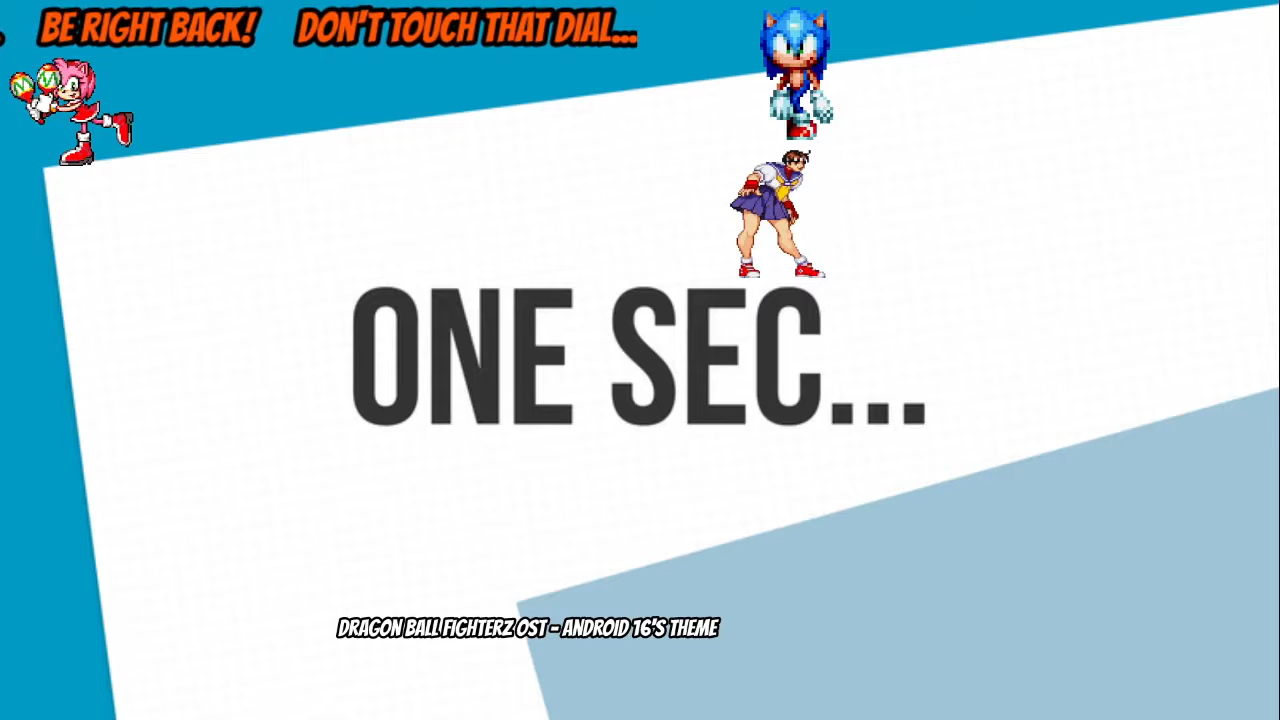 . BE RIGHT BACK! DON'T TOUCH THAT DIAL...
M M
ONE SEC...
DRAGON BALL FIGHTERZ OST - ANDROID 16'S THEME